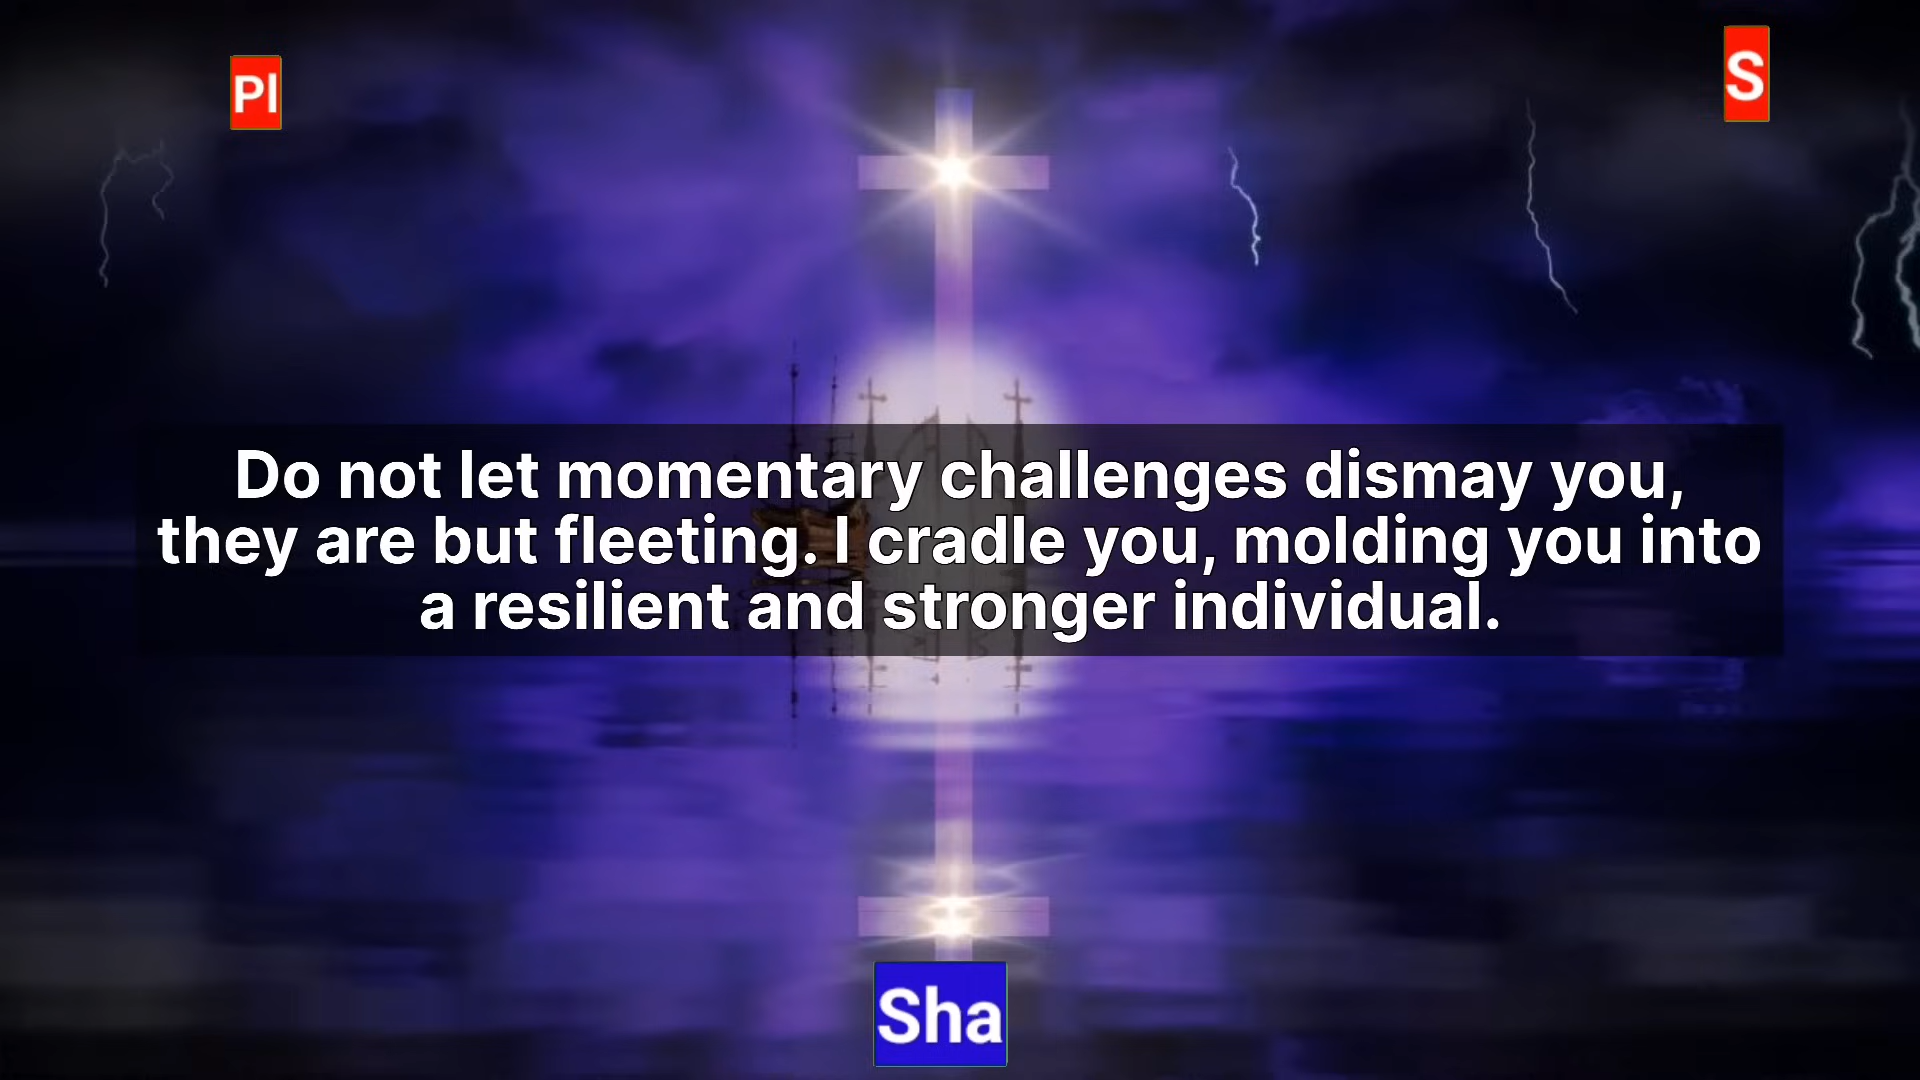 Pl
S
Do not let momentary challenges dismay you,
they are but fleeting. I cradle you, molding you into
a resilient and stronger individual.
Sha